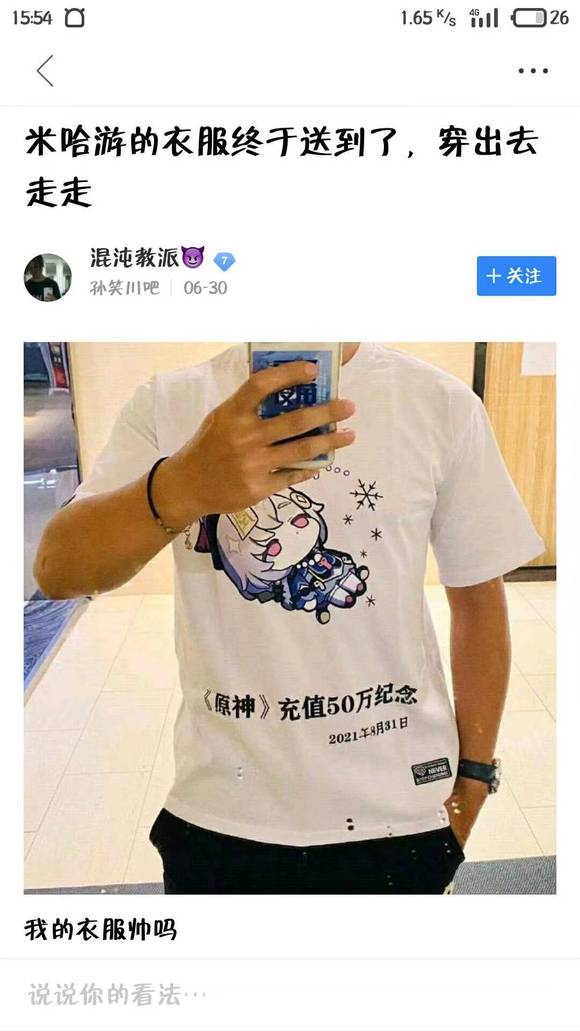 15:54
1.65 K/s 4G 26
米哈游的衣服终于送到了，穿出去
走走
混沌教派😈 7
孙笑川吧 | 06-30
+ 关注
《原神》充值50万纪念
2021年8月31日
NEVER
我的衣服帅吗
说说你的看法…